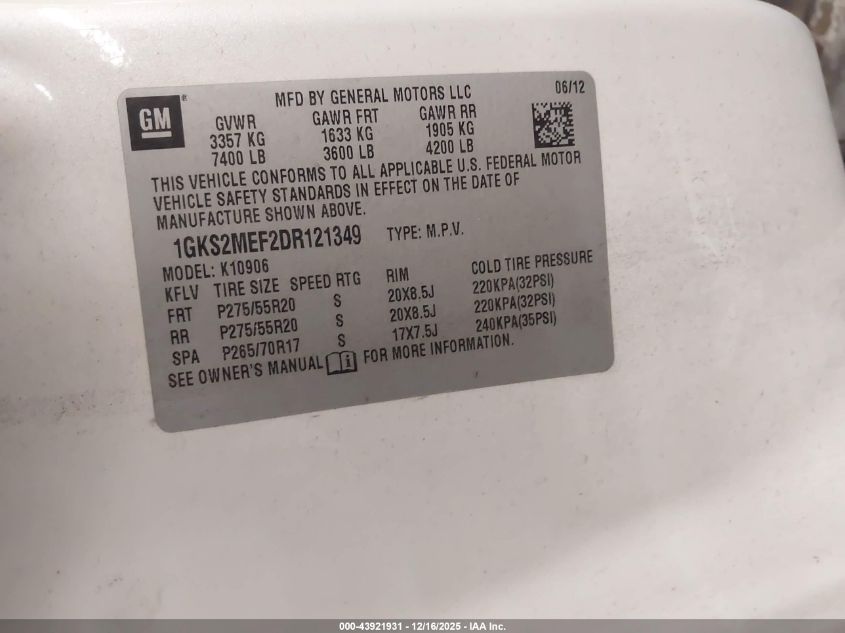 GM ®
MFD BY GENERAL MOTORS LLC 06/12
GVWR GAWR FRT GAWR RR
3357 KG 1633 KG 1905 KG
7400 LB 3600 LB 4200 LB
THIS VEHICLE CONFORMS TO ALL APPLICABLE U.S. FEDERAL MOTOR
VEHICLE SAFETY STANDARDS IN EFFECT ON THE DATE OF
MANUFACTURE SHOWN ABOVE.
1GKS2MEF2DR121349 TYPE: M.P.V.
MODEL: K10906
KFLV TIRE SIZE SPEED RTG RIM COLD TIRE PRESSURE
FRT P275/55R20 S 20X8.5J 220KPA(32PSI)
RR P275/55R20 S 20X8.5J 220KPA(32PSI)
SPA P265/70R17 S 17X7.5J 240KPA(35PSI)
SEE OWNER'S MANUAL FOR MORE INFORMATION.
000-43921931 - 12/16/2025 - IAA Inc.